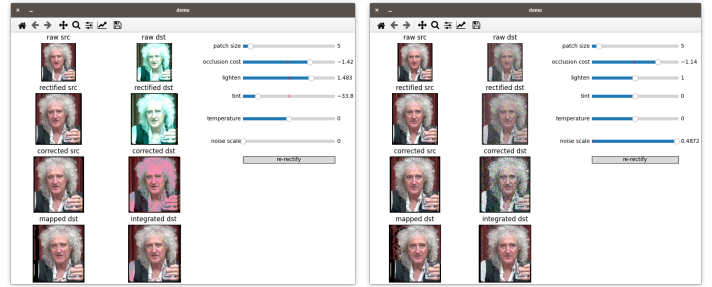 demo
raw src raw dst
patch size 5
occlusion cost −1.42
lighten 1.483
rectified src rectified dst
tint −33.8
temperature 0
noise scale 0
corrected src corrected dst
re-rectify
mapped dst integrated dst
demo
raw src raw dst
patch size 5
occlusion cost −1.14
lighten 1
rectified src rectified dst
tint 0
temperature 0
noise scale 0.4872
corrected src corrected dst
re-rectify
mapped dst integrated dst